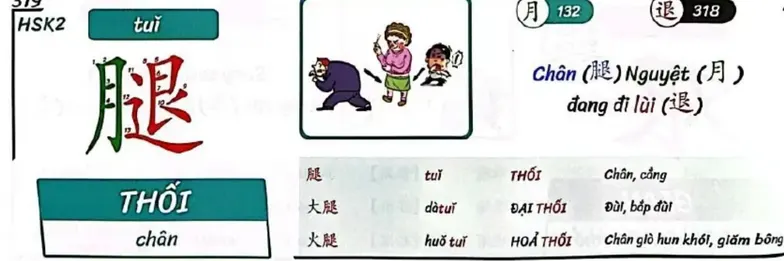 319
HSK2
tuǐ
腿
THỐI
chân
月 132
退 318
Chân (腿) Nguyệt (月)
đang đi lùi (退)
腿 tuǐ THỐI Chân, cẳng
大腿 dàtuǐ ĐẠI THỐI Đùi, bắp đùi
火腿 huǒ tuǐ HOẢ THỐI Chân giò hun khói, giăm bông